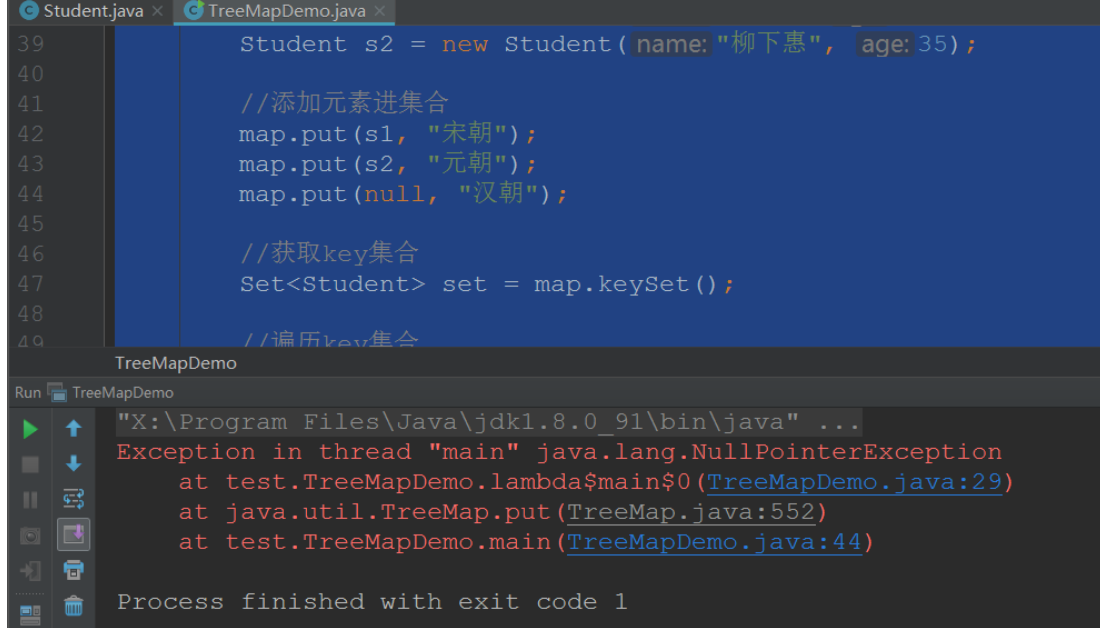 Student.java × TreeMapDemo.java ×
39 Student s2 = new Student( name: "柳下惠", age: 35);
40
41 //添加元素进集合
42 map.put(s1, "宋朝");
43 map.put(s2, "元朝");
44 map.put(null, "汉朝");
45
46 //获取key集合
47 Set<Student> set = map.keySet();
48
49 //遍历key集合
TreeMapDemo
Run TreeMapDemo
"X:\Program Files\Java\jdk1.8.0_91\bin\java" ...
Exception in thread "main" java.lang.NullPointerException
at test.TreeMapDemo.lambda$main$0(TreeMapDemo.java:29)
at java.util.TreeMap.put(TreeMap.java:552)
at test.TreeMapDemo.main(TreeMapDemo.java:44)
Process finished with exit code 1